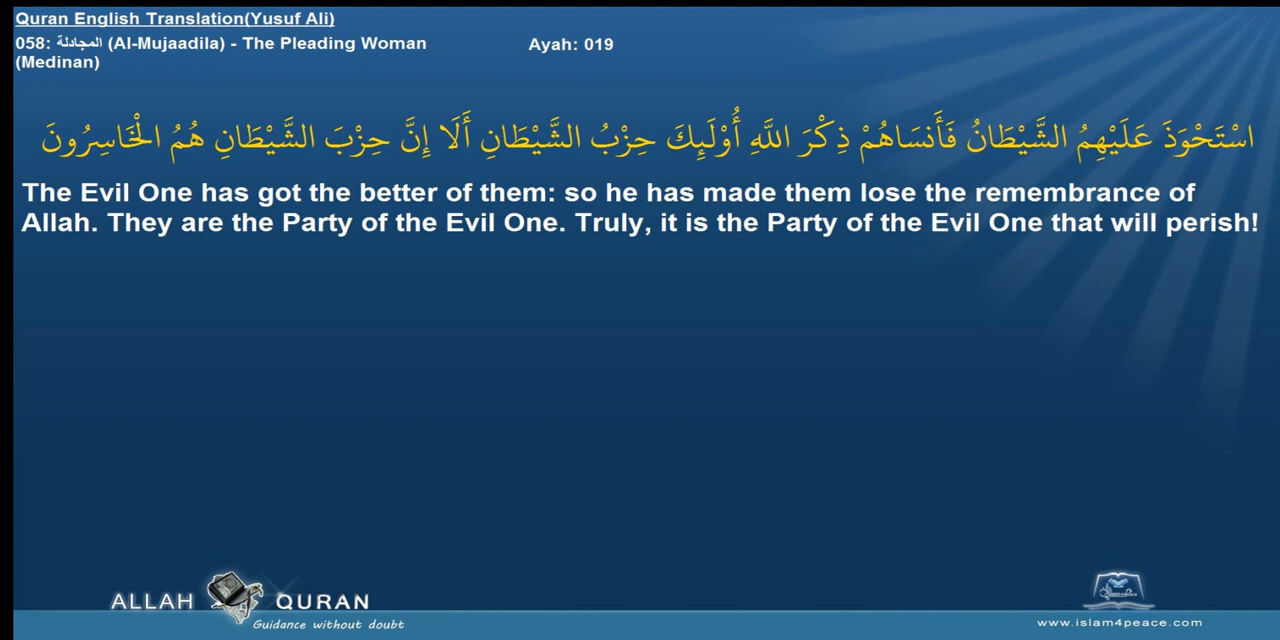 Quran English Translation(Yusuf Ali)
058: المجادلة (Al-Mujaadila) - The Pleading Woman
(Medinan)
Ayah: 019
اسْتَحْوَذَ عَلَيْهِمُ الشَّيْطَانُ فَأَنسَاهُمْ ذِكْرَ اللَّهِ أُوْلَئِكَ حِزْبُ الشَّيْطَانِ أَلَا إِنَّ حِزْبَ الشَّيْطَانِ هُمُ الْخَاسِرُونَ
The Evil One has got the better of them: so he has made them lose the remembrance of
Allah. They are the Party of the Evil One. Truly, it is the Party of the Evil One that will perish!
ALLAH QURAN
Guidance without doubt
www.islam4peace.com